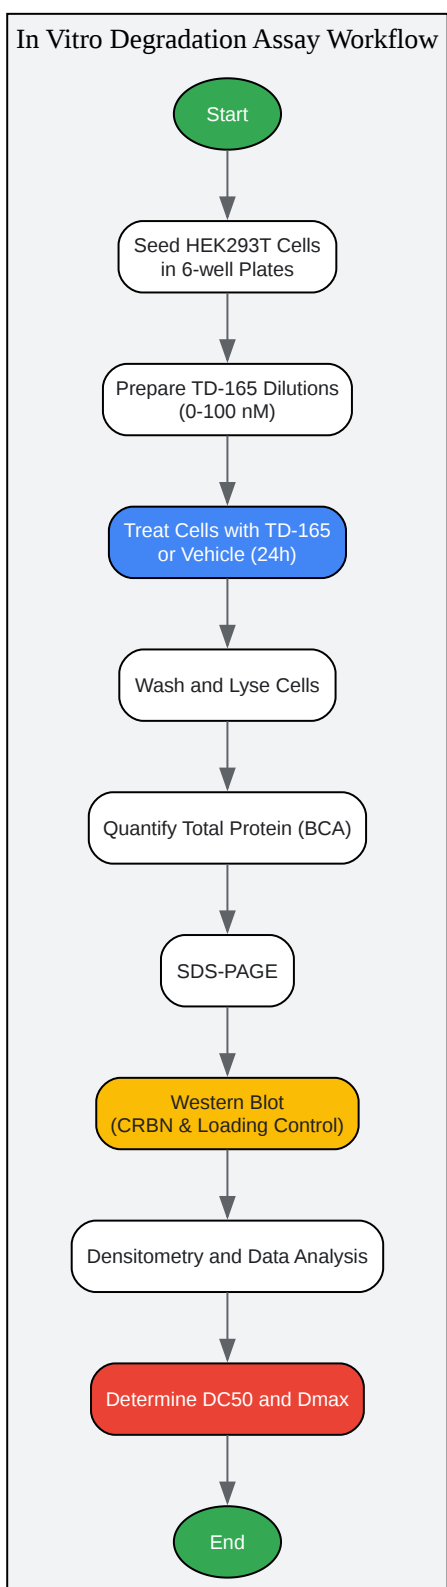 In Vitro Degradation Assay Workflow
Start
Seed HEK293T Cells
in 6-well Plates
Prepare TD-165 Dilutions
(0-100 nM)
Treat Cells with TD-165
or Vehicle (24h)
Wash and Lyse Cells
Quantify Total Protein (BCA)
SDS-PAGE
Western Blot
(CRBN & Loading Control)
Densitometry and Data Analysis
Determine DC50 and Dmax
End